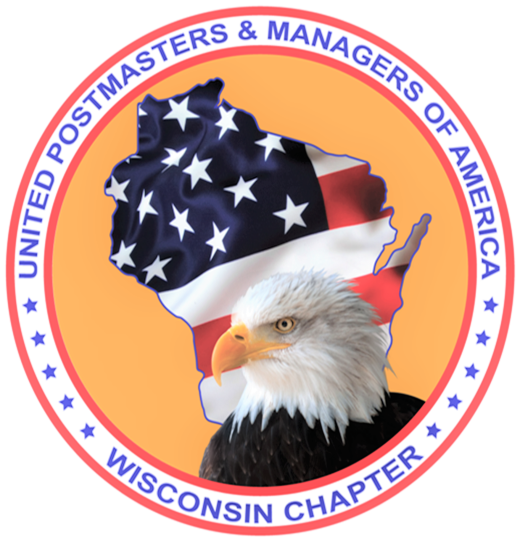 UNITED POSTMASTERS & MANAGERS OF AMERICA
WISCONSIN CHAPTER